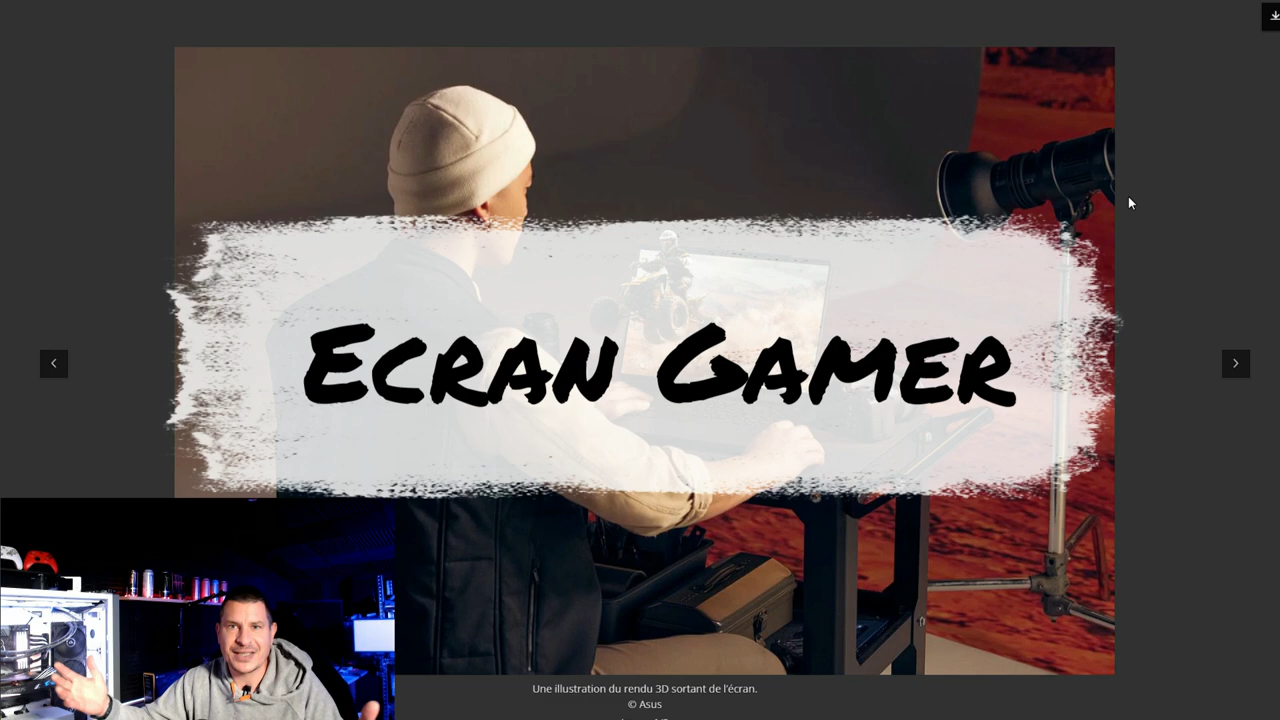 Ecran Gamer
Une illustration du rendu 3D sortant de l'écran.
© Asus